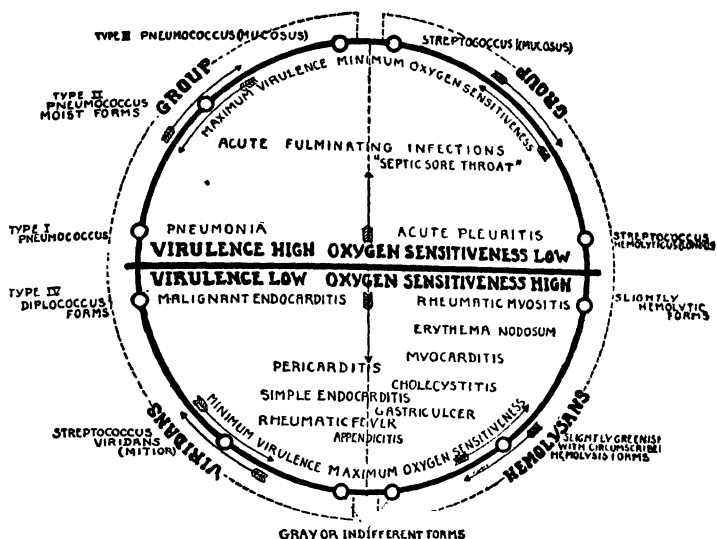 TYPE III PNEUMOCOCCUS (MUCOSUS)
STREPTOCOCCUS (MUCOSUS)
GROUP
GROUP
MAXIMUM VIRULENCE MINIMUM OXYGEN SENSITIVENESS
TYPE II
PNEUMOCOCCUS
MOIST FORMS
ACUTE FULMINATING INFECTIONS
"SEPTIC SORE THROAT"
TYPE I
PNEUMOCOCCUS
PNEUMONIA
ACUTE PLEURITIS
STREPTOCOCCUS
HEMOLYTICUS
VIRULENCE HIGH OXYGEN SENSITIVENESS LOW
VIRULENCE LOW OXYGEN SENSITIVENESS HIGH
TYPE IV
DIPLOCOCCUS
FORMS
MALIGNANT ENDOCARDITIS
RHEUMATIC MYOSITIS
SLIGHTLY
HEMOLYTIC
FORMS
ERYTHEMA NODOSUM
MYOCARDITIS
PERICARDITIS
CHOLECYSTITIS
SIMPLE ENDOCARDITIS
GASTRIC ULCER
RHEUMATIC FEVER
APPENDICITIS
MINIMUM VIRULENCE MAXIMUM OXYGEN SENSITIVENESS
STREPTOCOCCUS
VIRIDANS
(MITIOR)
VIRIDANS
HEMOLYSANS
SLIGHTLY GREENISH
WITH CIRCUMSCRIBED
HEMOLYSIS FORMS
GRAY OR INDIFFERENT FORMS